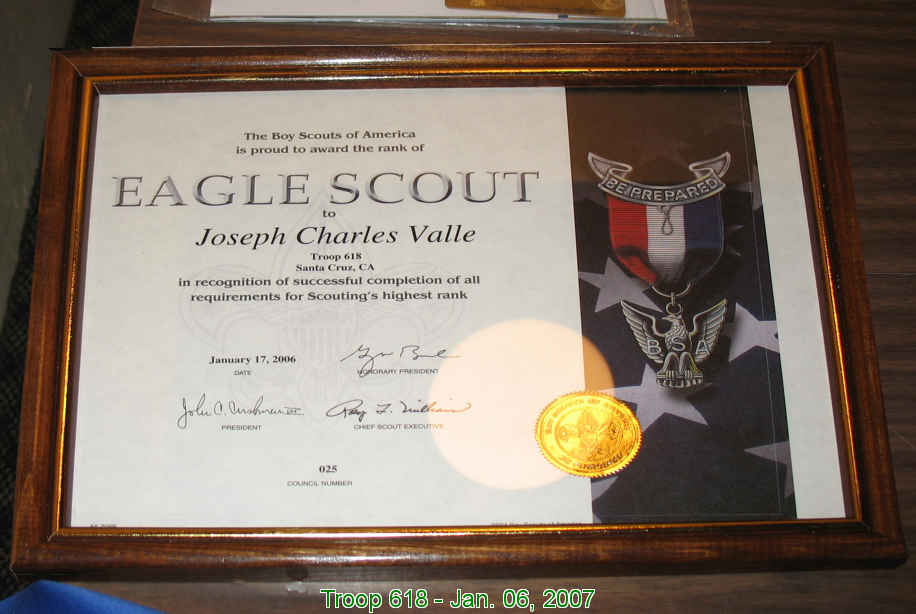 The Boy Scouts of America
is proud to award the rank of
EAGLE SCOUT
to
Joseph Charles Valle
Troop 618
Santa Cruz, CA
in recognition of successful completion of all
requirements for Scouting's highest rank
January 17, 2006
DATE
HONORARY PRESIDENT
PRESIDENT
CHIEF SCOUT EXECUTIVE
025
COUNCIL NUMBER
BE PREPARED
BSA
Troop 618 - Jan. 06, 2007